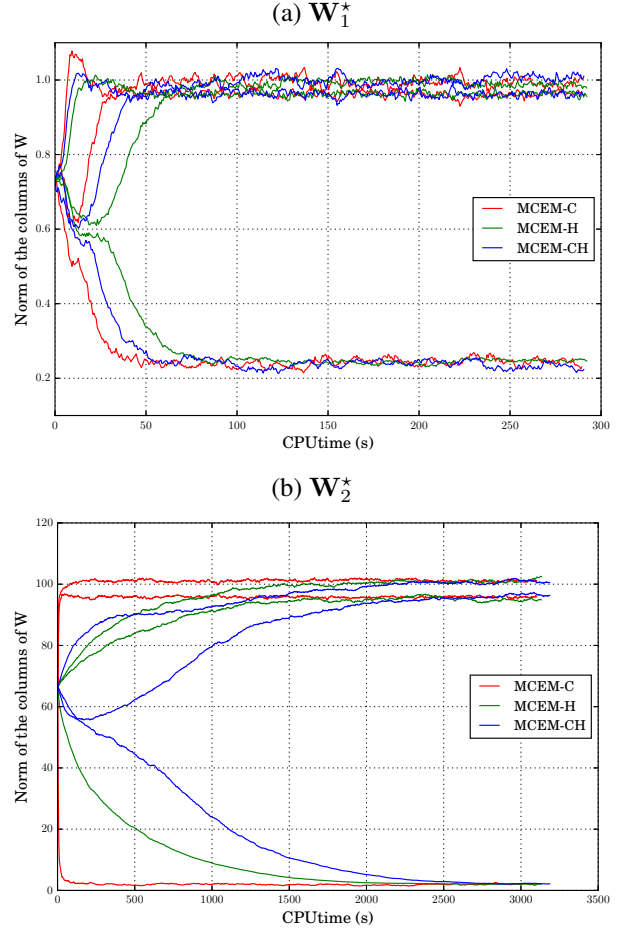 (a) W₁⋆
1.0
0.8
0.6
0.4
0.2
Norm of the columns of W
MCEM-C
MCEM-H
MCEM-CH
0 50 100 150 200 250 300
CPUtime (s)
(b) W₂⋆
120
100
80
60
40
20
0
Norm of the columns of W
MCEM-C
MCEM-H
MCEM-CH
0 500 1000 1500 2000 2500 3000 3500
CPUtime (s)